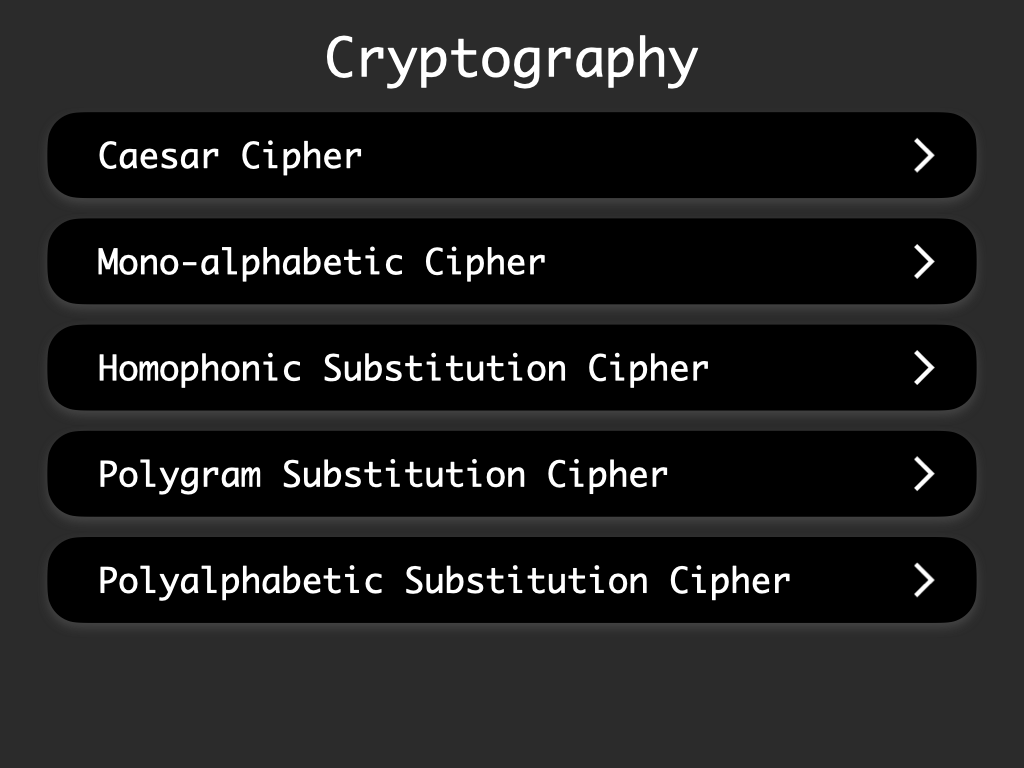 Cryptography
Caesar Cipher
Mono-alphabetic Cipher
Homophonic Substitution Cipher
Polygram Substitution Cipher
Polyalphabetic Substitution Cipher